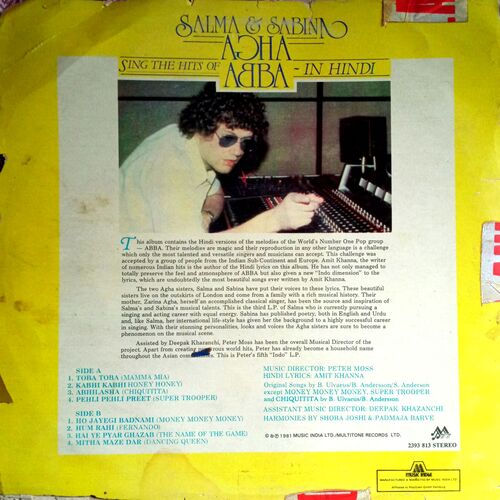 SALMA & SABINA
AGHA
SING THE HITS OF ABBA - IN HINDI
This album contains the Hindi versions of the melodies of the World's Number One Pop group
— ABBA. Their melodies are magic and their reproduction in any other language is a challenge
which only the most talented and versatile singers and musicians can accept. This challenge was
accepted by a group of people from the Indian Sub-Continent and Europe. Amit Khanna, the writer
of numerous Indian hits is the author of the Hindi lyrics on this album. He has not only managed to
totally preserve the feel and atmosphere of ABBA but also given a new "Indo dimension" to the
lyrics, which are undoubtedly the most beautiful songs ever written by Amit Khanna.
The two Agha sisters, Salma and Sabina have put their voices to these lyrics. These beautiful
sisters live on the outskirts of London and come from a family with a rich musical history. Their
mother, Zarina Agha, herself an accomplished classical singer, has been the source and inspiration of
Salma's and Sabina's musical talents. This is the third L.P. of Salma who is currently pursuing a
singing and acting career with equal energy. Sabina has published poetry, both in English and Urdu
and, like Salma, her international life-style has given her the background to a highly successful career
in singing. With their stunning personalities, looks and voices the Agha sisters are sure to become a
phenomenon on the musical scene.
Assisted by Deepak Khazanchi, Peter Moss has been the overall Musical Director of the
project. Apart from creating numerous world hits, Peter has already become a household name
throughout the Asian communities. This is Peter's fifth "Indo" L.P.
SIDE A
1. TOBA TOBA (MAMMA MIA)
2. KABHI KABHI (HONEY HONEY)
3. ABHILASHA (CHIQUITITA)
4. PEHLI PEHLI PREET (SUPER TROOPER)
SIDE B
1. HO JAYEGI BADNAMI (MONEY MONEY MONEY)
2. HUM RAHI (FERNANDO)
3. HAI YE PYAR GHAZAB (THE NAME OF THE GAME)
4. MITHA MAZE DAR (DANCING QUEEN)
MUSIC DIRECTOR: PETER MOSS
HINDI LYRICS: AMIT KHANNA
Original Songs by B. Ulvaeus/B. Andersson/S. Anderson
except MONEY MONEY MONEY, SUPER TROOPER
and CHIQUITITA by B. Ulvaeus/B. Andersson
ASSISTANT MUSIC DIRECTOR: DEEPAK KHAZANCHI
HARMONIES BY SHOBA JOSHI & PADMAJA BARVE
© ℗ 1981 MUSIC INDIA LTD./MULTITONE RECORDS LTD.
2393 813 STEREO
MUSIC INDIA
MANUFACTURED & MARKETED BY MUSIC INDIA LTD